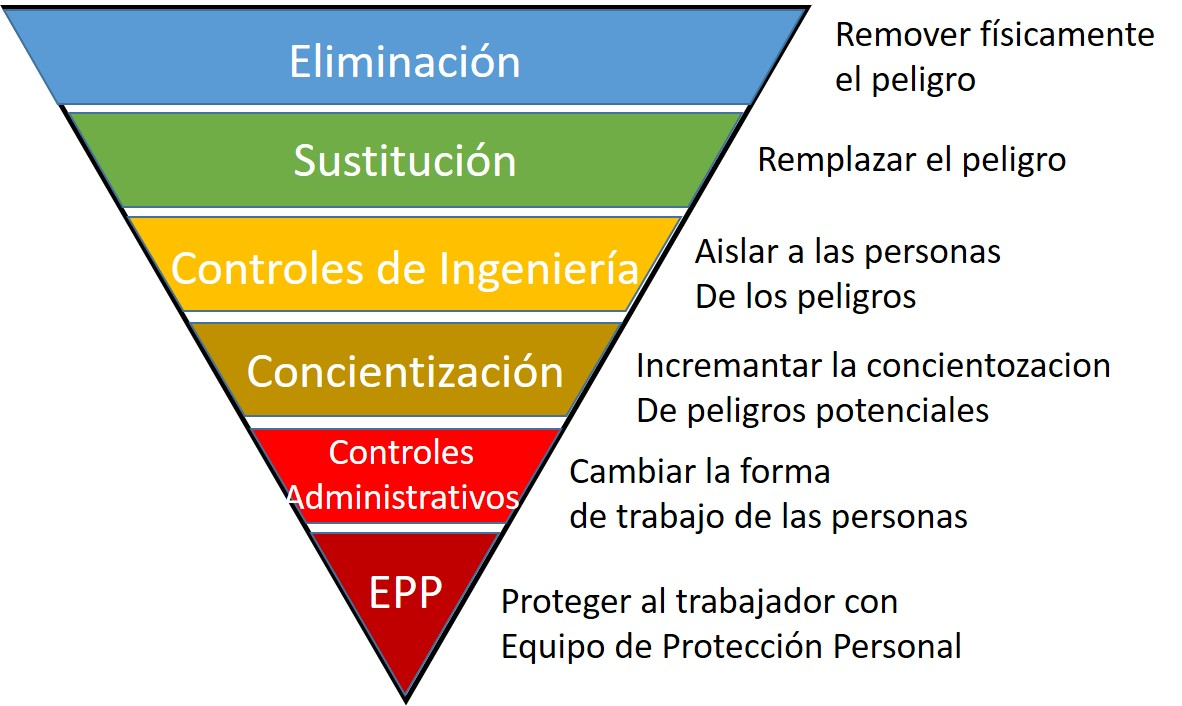 Eliminación
Remover físicamente
el peligro
Sustitución
Remplazar el peligro
Controles de Ingeniería
Aislar a las personas
De los peligros
Concientización
Incremantar la concientozacion
De peligros potenciales
Controles
Administrativos
Cambiar la forma
de trabajo de las personas
EPP
Proteger al trabajador con
Equipo de Protección Personal